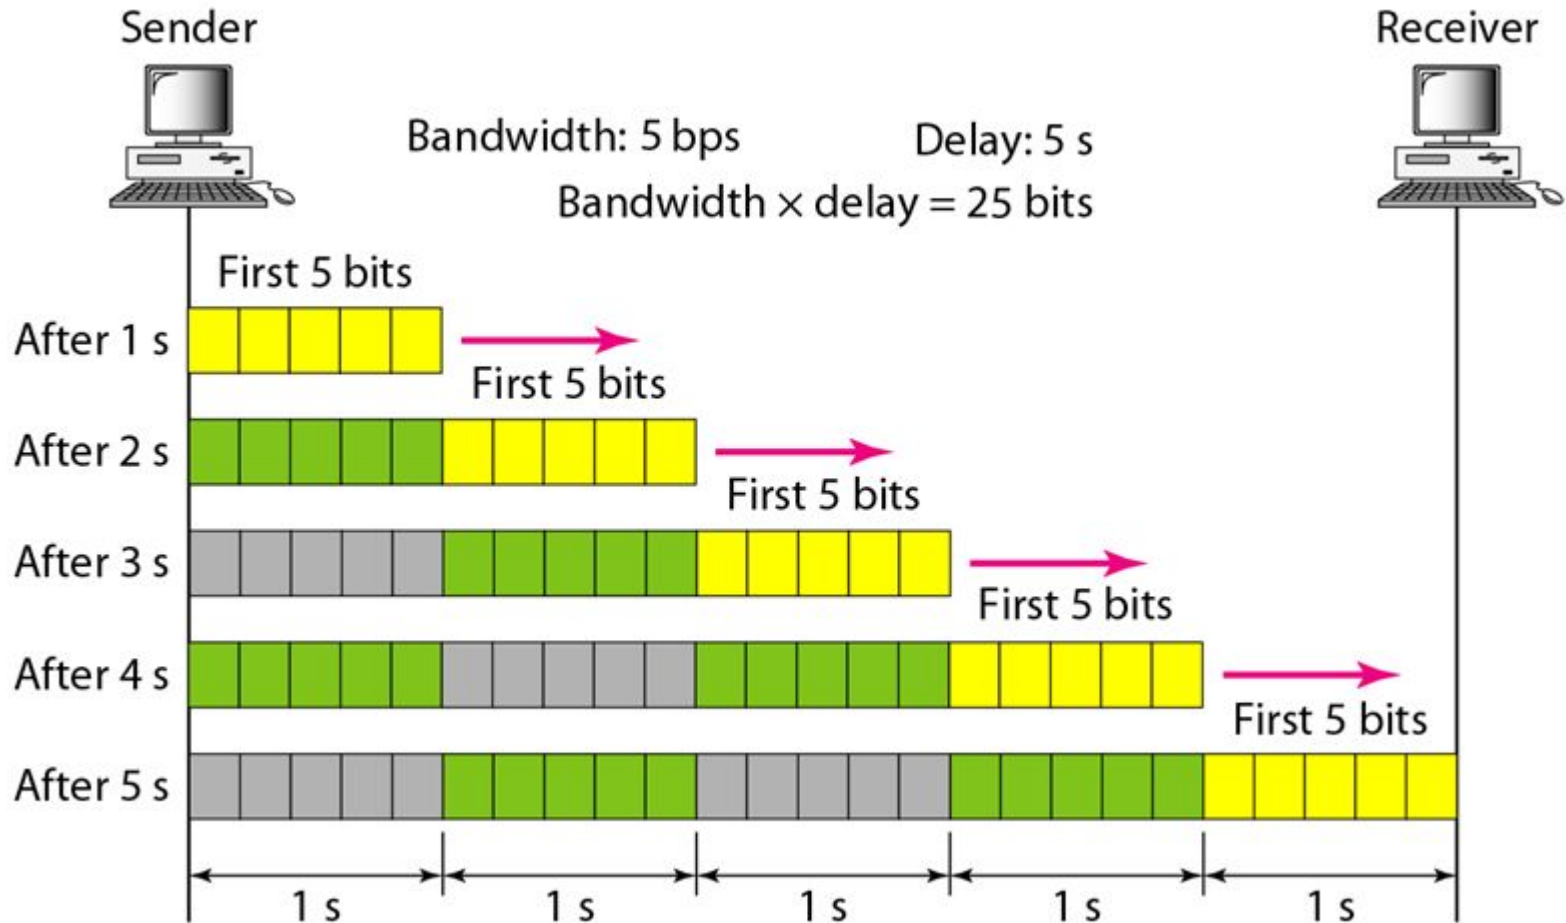 Sender
Receiver
Bandwidth: 5 bps
Delay: 5 s
Bandwidth × delay = 25 bits
First 5 bits
After 1 s
First 5 bits
After 2 s
First 5 bits
After 3 s
First 5 bits
After 4 s
First 5 bits
After 5 s
1 s
1 s
1 s
1 s
1 s